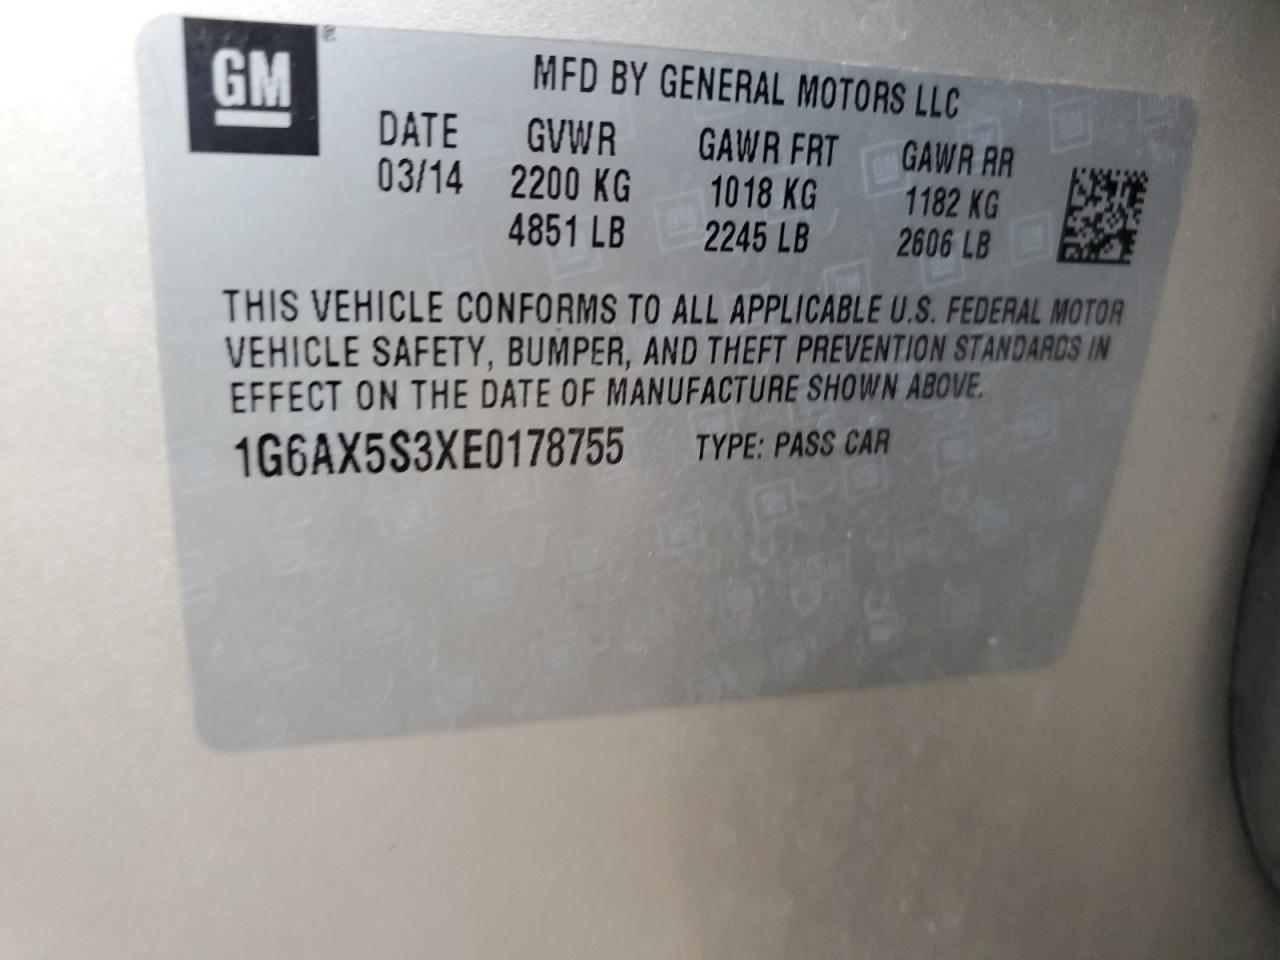 GM
MFD BY GENERAL MOTORS LLC
DATE GVWR GAWR FRT GAWR RR
03/14 2200 KG 1018 KG 1182 KG
4851 LB 2245 LB 2606 LB
THIS VEHICLE CONFORMS TO ALL APPLICABLE U.S. FEDERAL MOTOR
VEHICLE SAFETY, BUMPER, AND THEFT PREVENTION STANDARDS IN
EFFECT ON THE DATE OF MANUFACTURE SHOWN ABOVE.
1G6AX5S3XE0178755 TYPE: PASS CAR